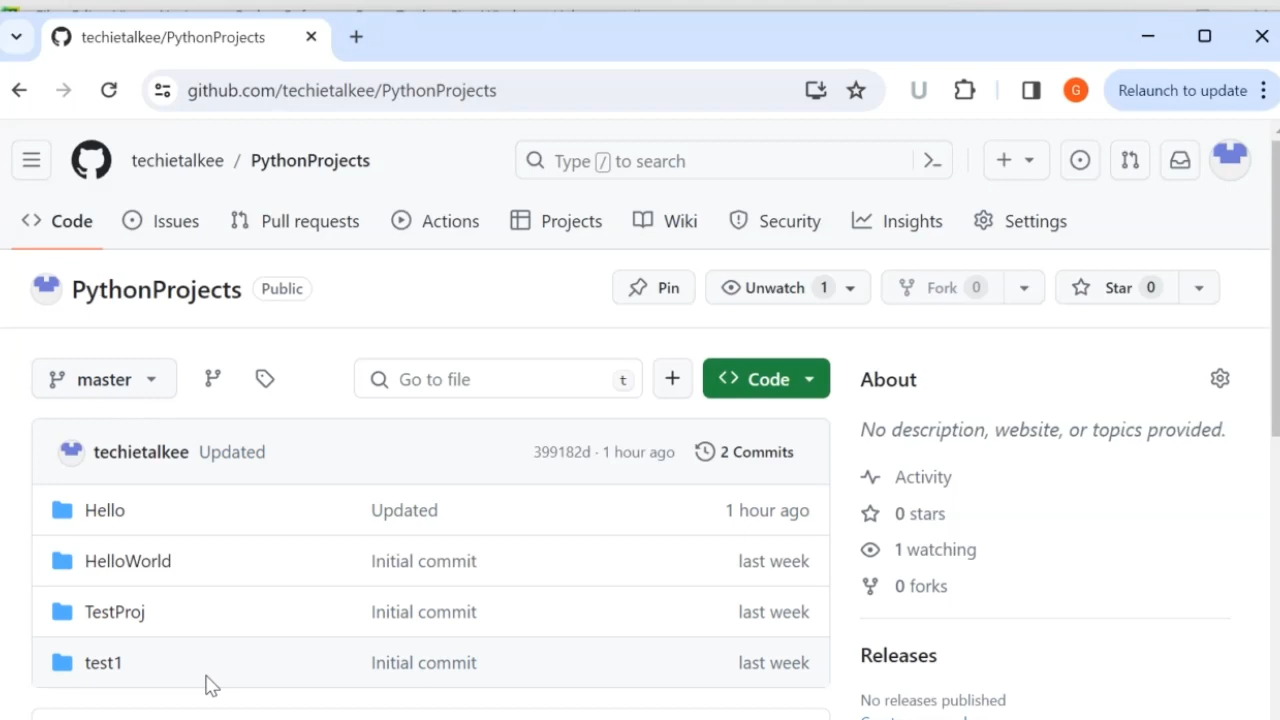 techietalkee/PythonProjects
github.com/techietalkee/PythonProjects
U
G
Relaunch to update
techietalkee / PythonProjects
Type / to search
Code Issues Pull requests Actions Projects Wiki Security Insights Settings
PythonProjects Public
Pin Unwatch 1 Fork 0 Star 0
master
Go to file t
Code
About
No description, website, or topics provided.
techietalkee Updated 399182d · 1 hour ago 2 Commits
Activity
Hello Updated 1 hour ago
0 stars
1 watching
HelloWorld Initial commit last week
0 forks
TestProj Initial commit last week
Releases
test1 Initial commit last week
No releases published